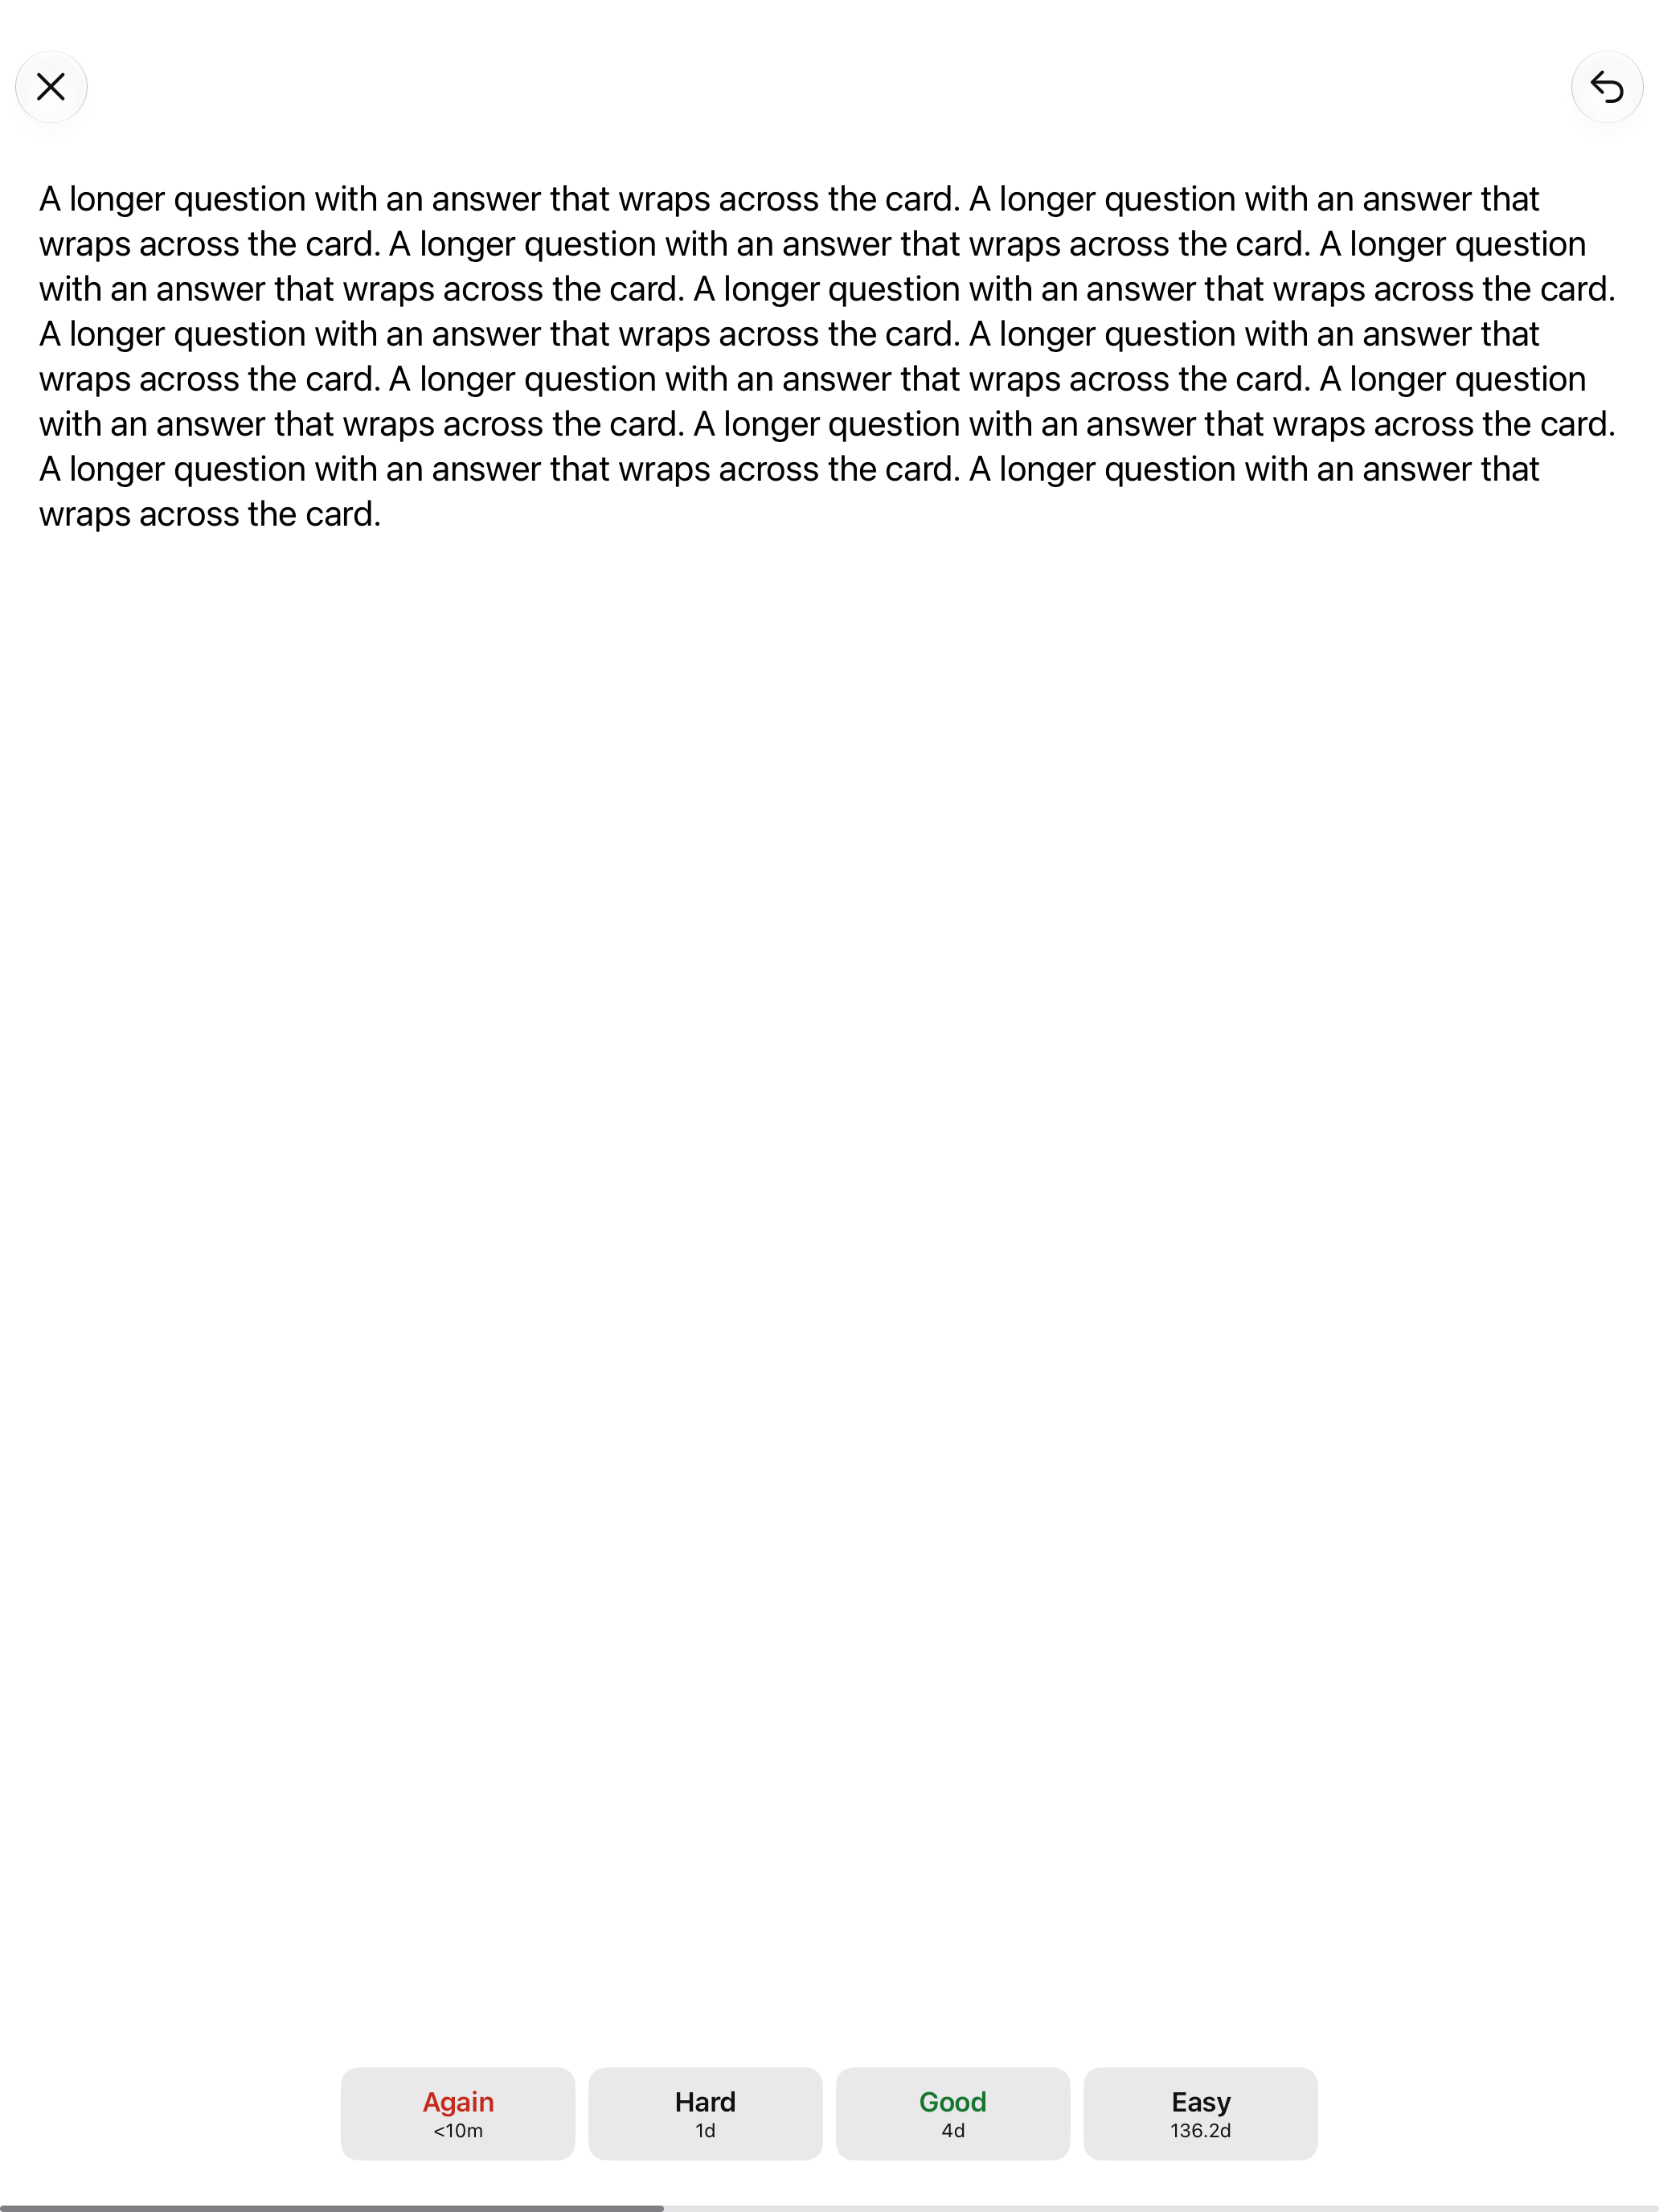 A longer question with an answer that wraps across the card. A longer question with an answer that
wraps across the card. A longer question with an answer that wraps across the card. A longer question
with an answer that wraps across the card. A longer question with an answer that wraps across the card.
A longer question with an answer that wraps across the card. A longer question with an answer that
wraps across the card. A longer question with an answer that wraps across the card. A longer question
with an answer that wraps across the card. A longer question with an answer that wraps across the card.
A longer question with an answer that wraps across the card. A longer question with an answer that
wraps across the card.
Again
<10m
Hard
1d
Good
4d
Easy
136.2d